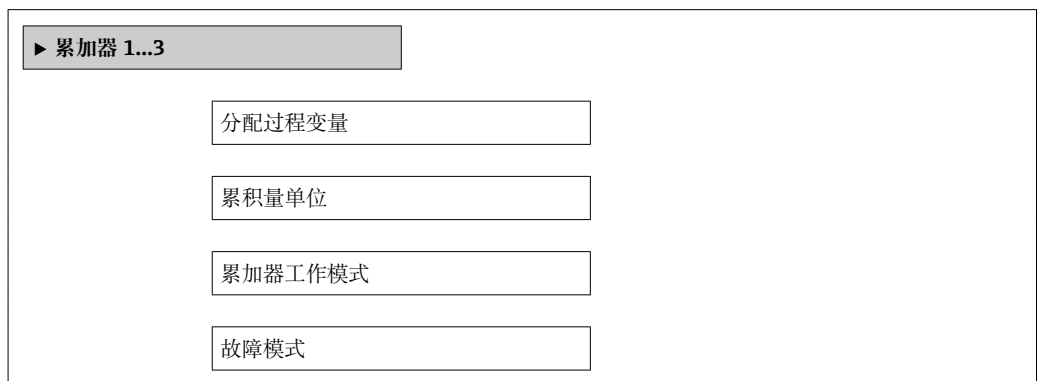 ▶ 累加器 1...3
分配过程变量
累积量单位
累加器工作模式
故障模式